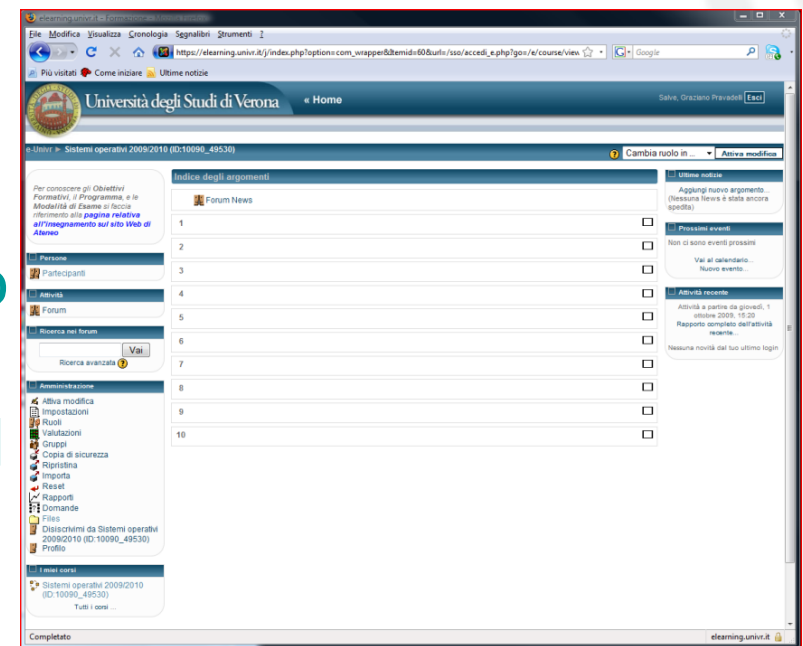 elearning.univr.it - Formazione -
File Modifica Visualizza Cronologia Segnalibri Strumenti ?
https://elearning.univr.it/j/index.php?option=com_wrapper&Itemid=60&url=/sso/accedi_e.php?go=/e/course/view.
Google
Più visitati Come iniziare Ultime notizie
Università degli Studi di Verona
« Home
Salve, Graziano Pravadelli Esci
e-Univr ► Sistemi operativi 2009/2010 (ID:10090_49530)
Cambia ruolo in ...
Attiva modifica
Per conoscere gli Obiettivi
Formativi, il Programma, e le
Modalità di Esame si faccia
riferimento alla pagina relativa
all'insegnamento sul sito Web di
Ateneo
Persone
Partecipanti
Attività
Forum
Ricerca nei forum
Vai
Ricerca avanzata ?
Amministrazione
Attiva modifica
Impostazioni
Ruoli
Valutazioni
Gruppi
Copia di sicurezza
Ripristina
Importa
Reset
Rapporti
Domande
Files
Disiscrivimi da Sistemi operativi
2009/2010 (ID:10090_49530)
Profilo
I miei corsi
Sistemi operativi 2009/2010
(ID:10090_49530)
Tutti i corsi ...
Indice degli argomenti
Forum News
1
2
3
4
5
6
7
8
9
10
Ultime notizie
Aggiungi nuovo argomento...
(Nessuna News è stata ancora
spedita)
Prossimi eventi
Non ci sono eventi prossimi
Vai al calendario...
Nuovo evento...
Attività recente
Attività a partire da giovedì, 1
ottobre 2009, 15:20
Rapporto completo dell'attività
recente...
Nessuna novità dal tuo ultimo login
Completato
elearning.univr.it